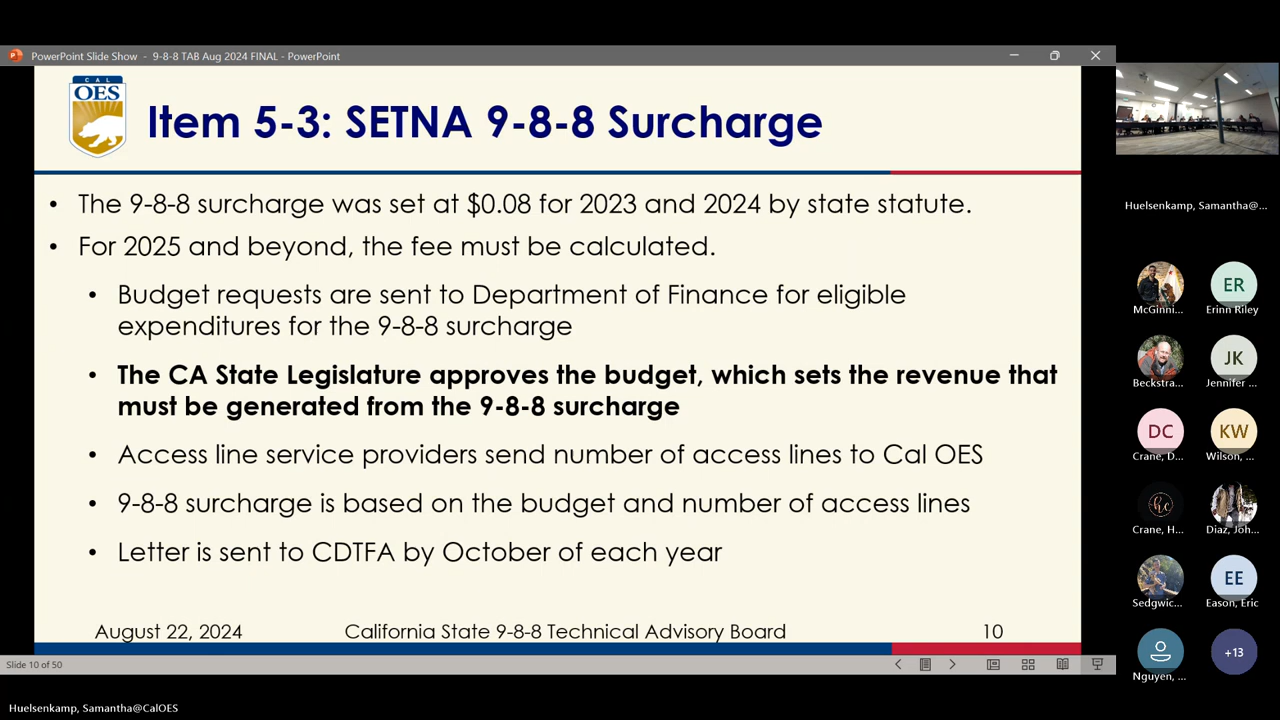 PowerPoint Slide Show - 9-8-8 TAB Aug 2024 FINAL - PowerPoint
CAL
OES
Item 5-3: SETNA 9-8-8 Surcharge
• The 9-8-8 surcharge was set at $0.08 for 2023 and 2024 by state statute.
• For 2025 and beyond, the fee must be calculated.
• Budget requests are sent to Department of Finance for eligible
expenditures for the 9-8-8 surcharge
• The CA State Legislature approves the budget, which sets the revenue that
must be generated from the 9-8-8 surcharge
• Access line service providers send number of access lines to Cal OES
• 9-8-8 surcharge is based on the budget and number of access lines
• Letter is sent to CDTFA by October of each year
August 22, 2024 California State 9-8-8 Technical Advisory Board 10
Slide 10 of 50
Huelsenkamp, Samantha@CalOES
Huelsenkamp, Samantha@...
McGinni...
ER
Erinn Riley
Beckstra...
JK
Jennifer ...
DC
Crane, D...
KW
Wilson, ...
hc
Crane, H...
Diaz, Joh...
Sedgwic...
EE
Eason, Eric
Nguyen, ...
+13